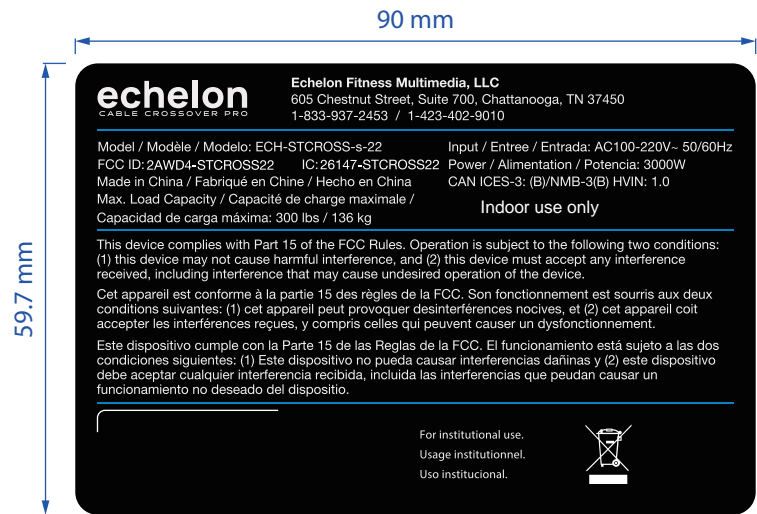 90 mm
59.7 mm
echelon
CABLE CROSSOVER PRO
Echelon Fitness Multimedia, LLC
605 Chestnut Street, Suite 700, Chattanooga, TN 37450
1-833-937-2453 / 1-423-402-9010
Model / Modèle / Modelo: ECH-STCROSS-s-22
FCC ID: 2AWD4-STCROSS22 IC: 26147-STCROSS22
Made in China / Fabriqué en Chine / Hecho en China
Max. Load Capacity / Capacité de charge maximale /
Capacidad de carga máxima: 300 lbs / 136 kg
Input / Entree / Entrada: AC100-220V~ 50/60Hz
Power / Alimentation / Potencia: 3000W
CAN ICES-3: (B)/NMB-3(B) HVIN: 1.0
Indoor use only
This device complies with Part 15 of the FCC Rules. Operation is subject to the following two conditions:
(1) this device may not cause harmful interference, and (2) this device must accept any interference
received, including interference that may cause undesired operation of the device.
Cet appareil est conforme à la partie 15 des règles de la FCC. Son fonctionnement est sourris aux deux
conditions suivantes: (1) cet appareil peut provoquer desinterférences nocives, et (2) cet appareil coit
accepter les interférences reçues, y compris celles qui peuvent causer un dysfonctionnement.
Este dispositivo cumple con la Parte 15 de las Reglas de la FCC. El funcionamiento está sujeto a las dos
condiciones siguientes: (1) Este dispositivo no pueda causar interferencias dañinas y (2) este dispositivo
debe aceptar cualquier interferencia recibida, incluida las interferencias que peudan causar un
funcionamiento no deseado del dispositio.
For institutional use.
Usage institutionnel.
Uso institucional.